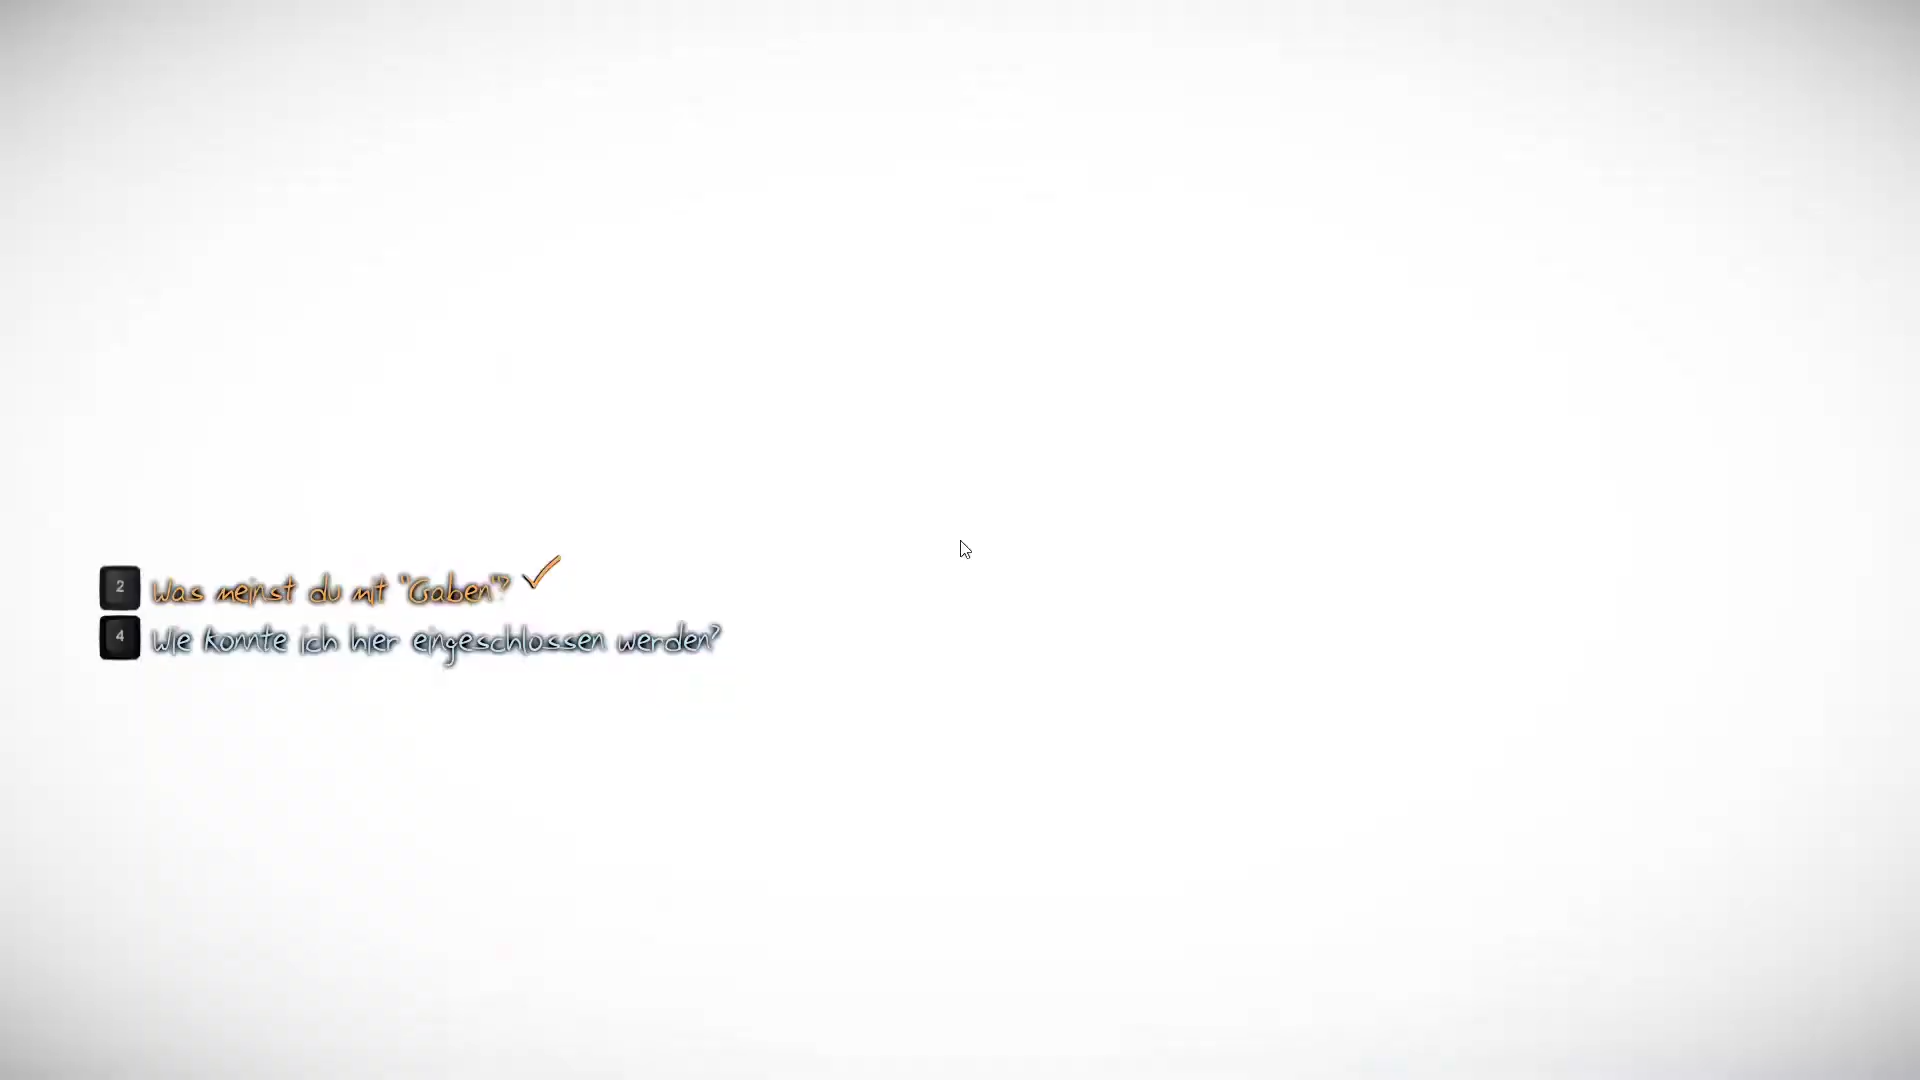 2 Was meinst du mit "Gaben"?
4 Wie konnte ich hier eingeschlossen werden?